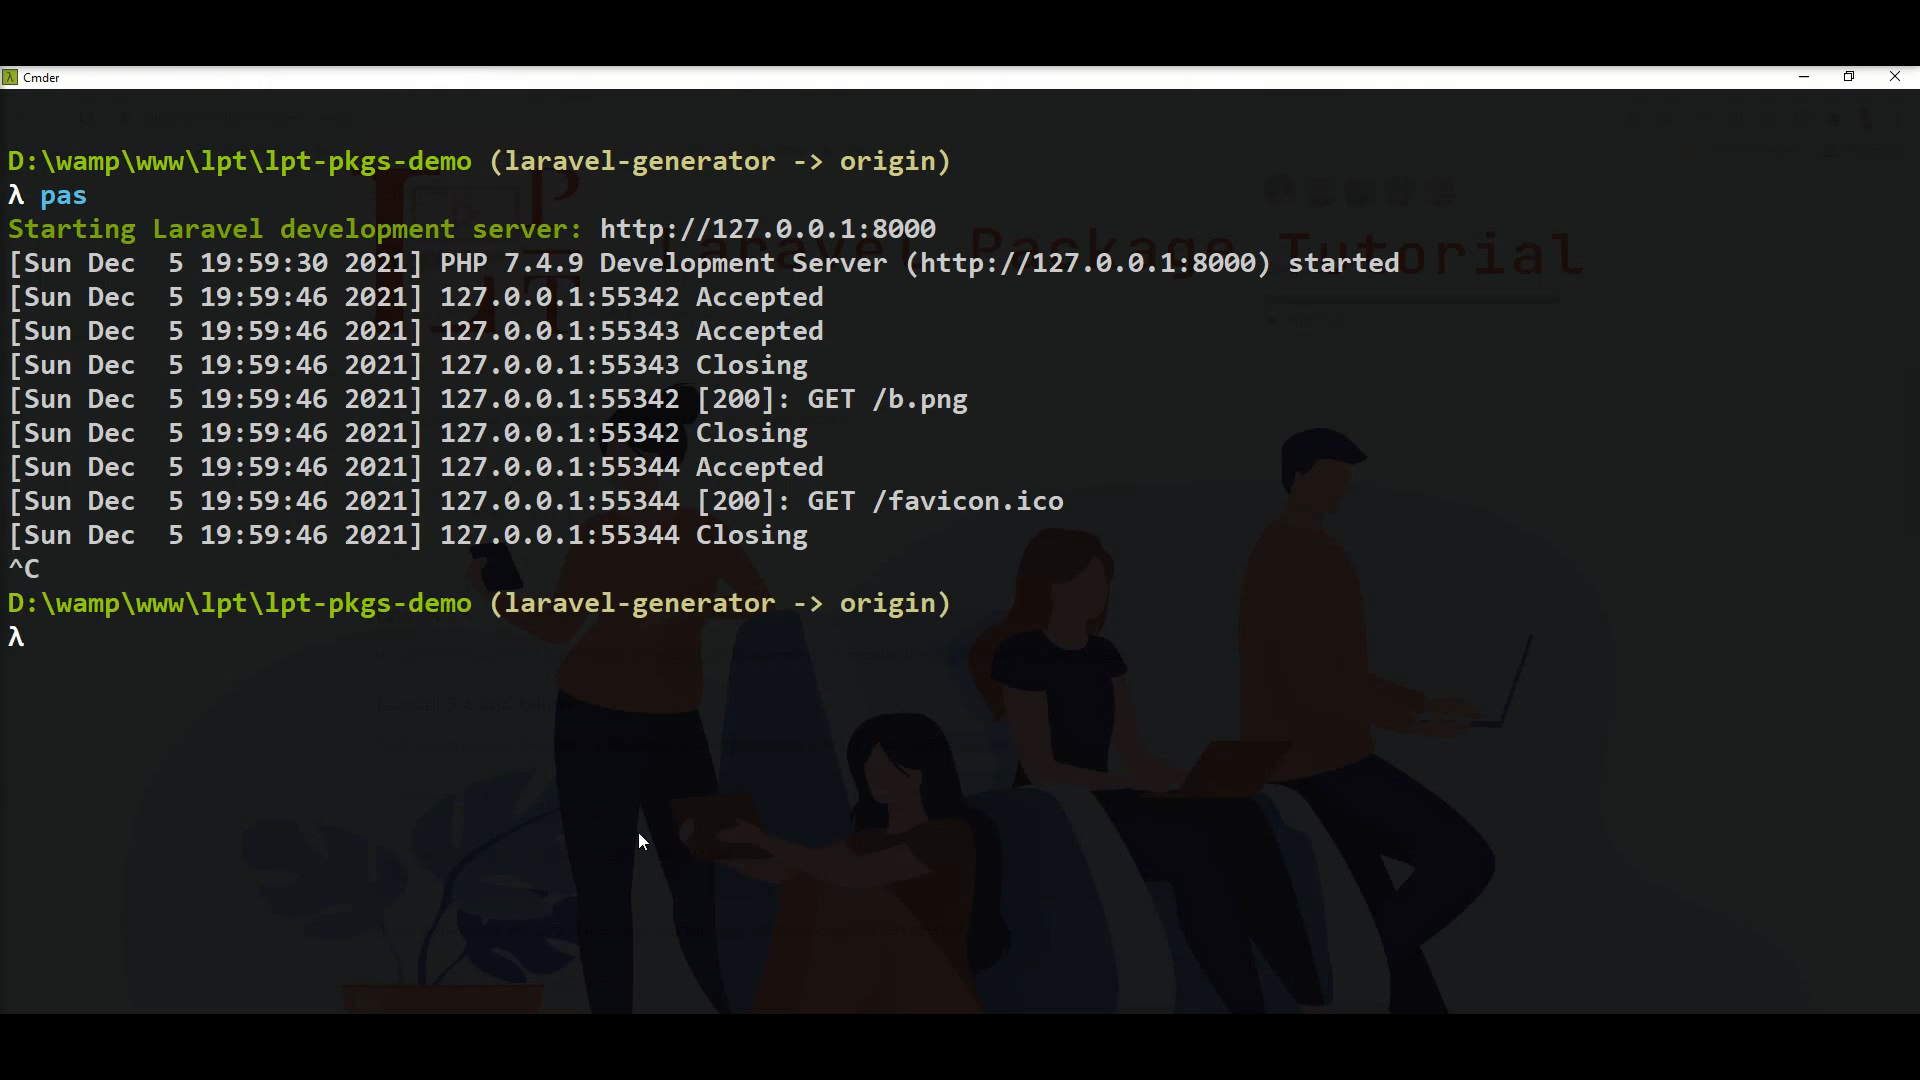 Cmder
D:\wamp\www\lpt\lpt-pkgs-demo (laravel-generator -> origin)
λ pas
Starting Laravel development server: http://127.0.0.1:8000
[Sun Dec  5 19:59:30 2021] PHP 7.4.9 Development Server (http://127.0.0.1:8000) started
[Sun Dec  5 19:59:46 2021] 127.0.0.1:55342 Accepted
[Sun Dec  5 19:59:46 2021] 127.0.0.1:55343 Accepted
[Sun Dec  5 19:59:46 2021] 127.0.0.1:55343 Closing
[Sun Dec  5 19:59:46 2021] 127.0.0.1:55342 [200]: GET /b.png
[Sun Dec  5 19:59:46 2021] 127.0.0.1:55342 Closing
[Sun Dec  5 19:59:46 2021] 127.0.0.1:55344 Accepted
[Sun Dec  5 19:59:46 2021] 127.0.0.1:55344 [200]: GET /favicon.ico
[Sun Dec  5 19:59:46 2021] 127.0.0.1:55344 Closing
^C
D:\wamp\www\lpt\lpt-pkgs-demo (laravel-generator -> origin)
λ
Laravel Package Tutorial